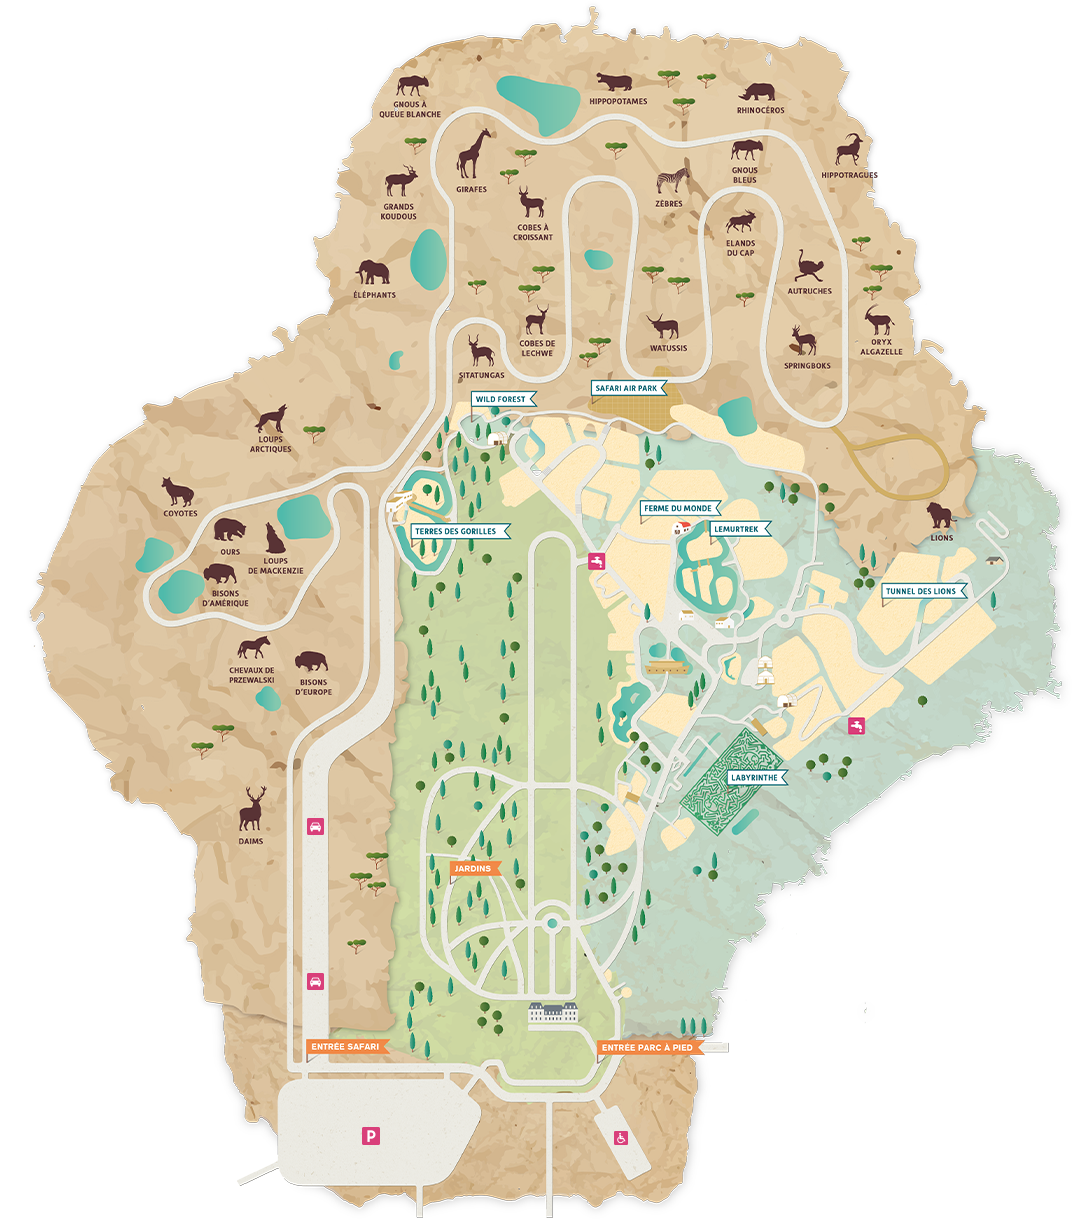 GNOUS À
QUEUE BLANCHE
HIPPOPOTAMES
RHINOCÉROS
GIRAFES
GNOUS
BLEUS
HIPPOTRAGUES
GRANDS
KOUDOUS
ZÈBRES
COBES À
CROISSANT
ELANDS
DU CAP
ÉLÉPHANTS
AUTRUCHES
COBES DE
LECHWE
WATUSSIS
ORYX
ALGAZELLE
SITATUNGAS
SPRINGBOKS
SAFARI AIR PARK
WILD FOREST
LOUPS
ARCTIQUES
COYOTES
FERME DU MONDE
TERRES DES GORILLES
LEMURTREK
LIONS
OURS
LOUPS
DE MACKENZIE
BISONS
D'AMÉRIQUE
TUNNEL DES LIONS
CHEVAUX DE
PRZEWALSKI
BISONS
D'EUROPE
LABYRINTHE
DAIMS
JARDINS
ENTRÉE SAFARI
ENTRÉE PARC À PIED
P